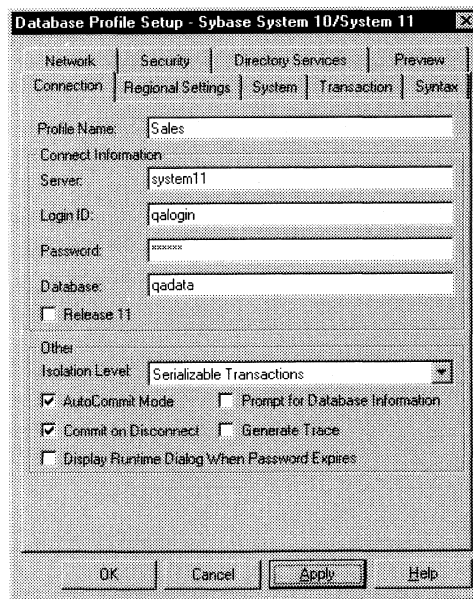 Database Profile Setup - Sybase System 10/System 11
Network Security Directory Services Preview
Connection Regional Settings System Transaction Syntax
Profile Name: Sales
Connect Information
Server: system11
Login ID: qalogin
Password: ××××××
Database: qadata
Release 11
Other
Isolation Level: Serializable Transactions
AutoCommit Mode Prompt for Database Information
Commit on Disconnect Generate Trace
Display Runtime Dialog When Password Expires
OK Cancel Apply Help